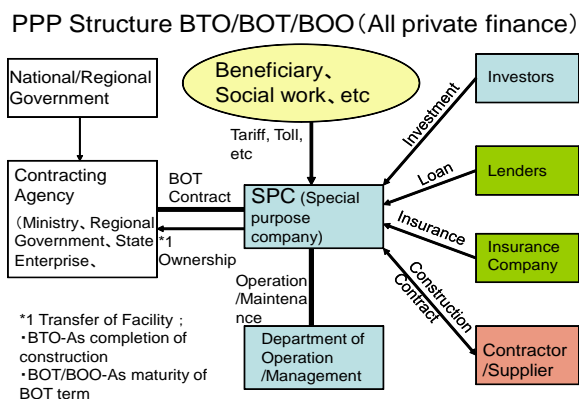 PPP Structure BTO/BOT/BOO(All private finance)
National/Regional
Government
Beneficiary、
Social work、etc
Investors
Tariff, Toll,
etc
Investment
Contracting
Agency
(Ministry、Regional
Government、State
Enterprise、
BOT
Contract
*1
Ownership
SPC (Special
purpose
company)
Loan
Lenders
Insurance
Insurance
Company
Operation
/Maintena
nce
Construction
Contract
*1 Transfer of Facility ;
・BTO-As completion of
construction
・BOT/BOO-As maturity of
BOT term
Department of
Operation
/Management
Contractor
/Supplier